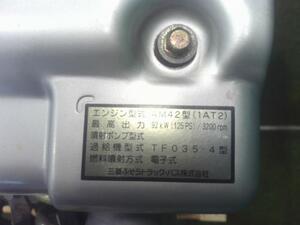 エンジン型式 4M42型(1AT2)
最高出力 92kW(125PS)/3200rpm
噴射ポンプ型式
過給機型式 TF035-4型
燃料噴射方式 電子式
三菱ふそうトラック・バス株式会社